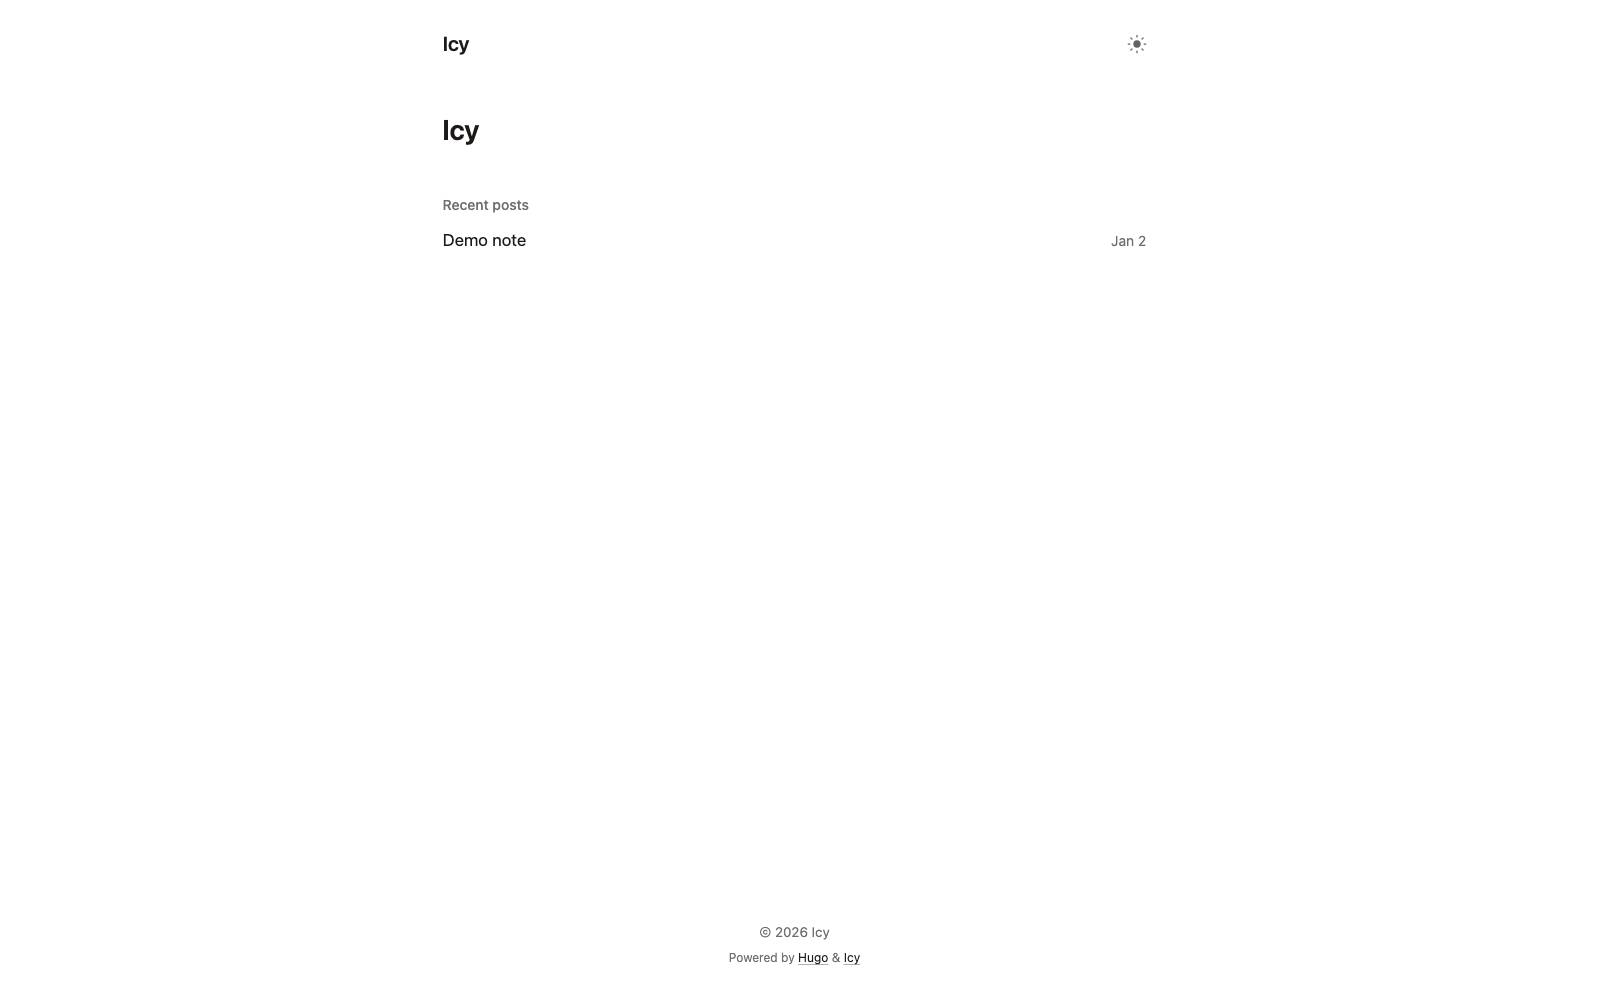 Icy
Icy
Recent posts
Demo note Jan 2
© 2026 Icy
Powered by Hugo & Icy